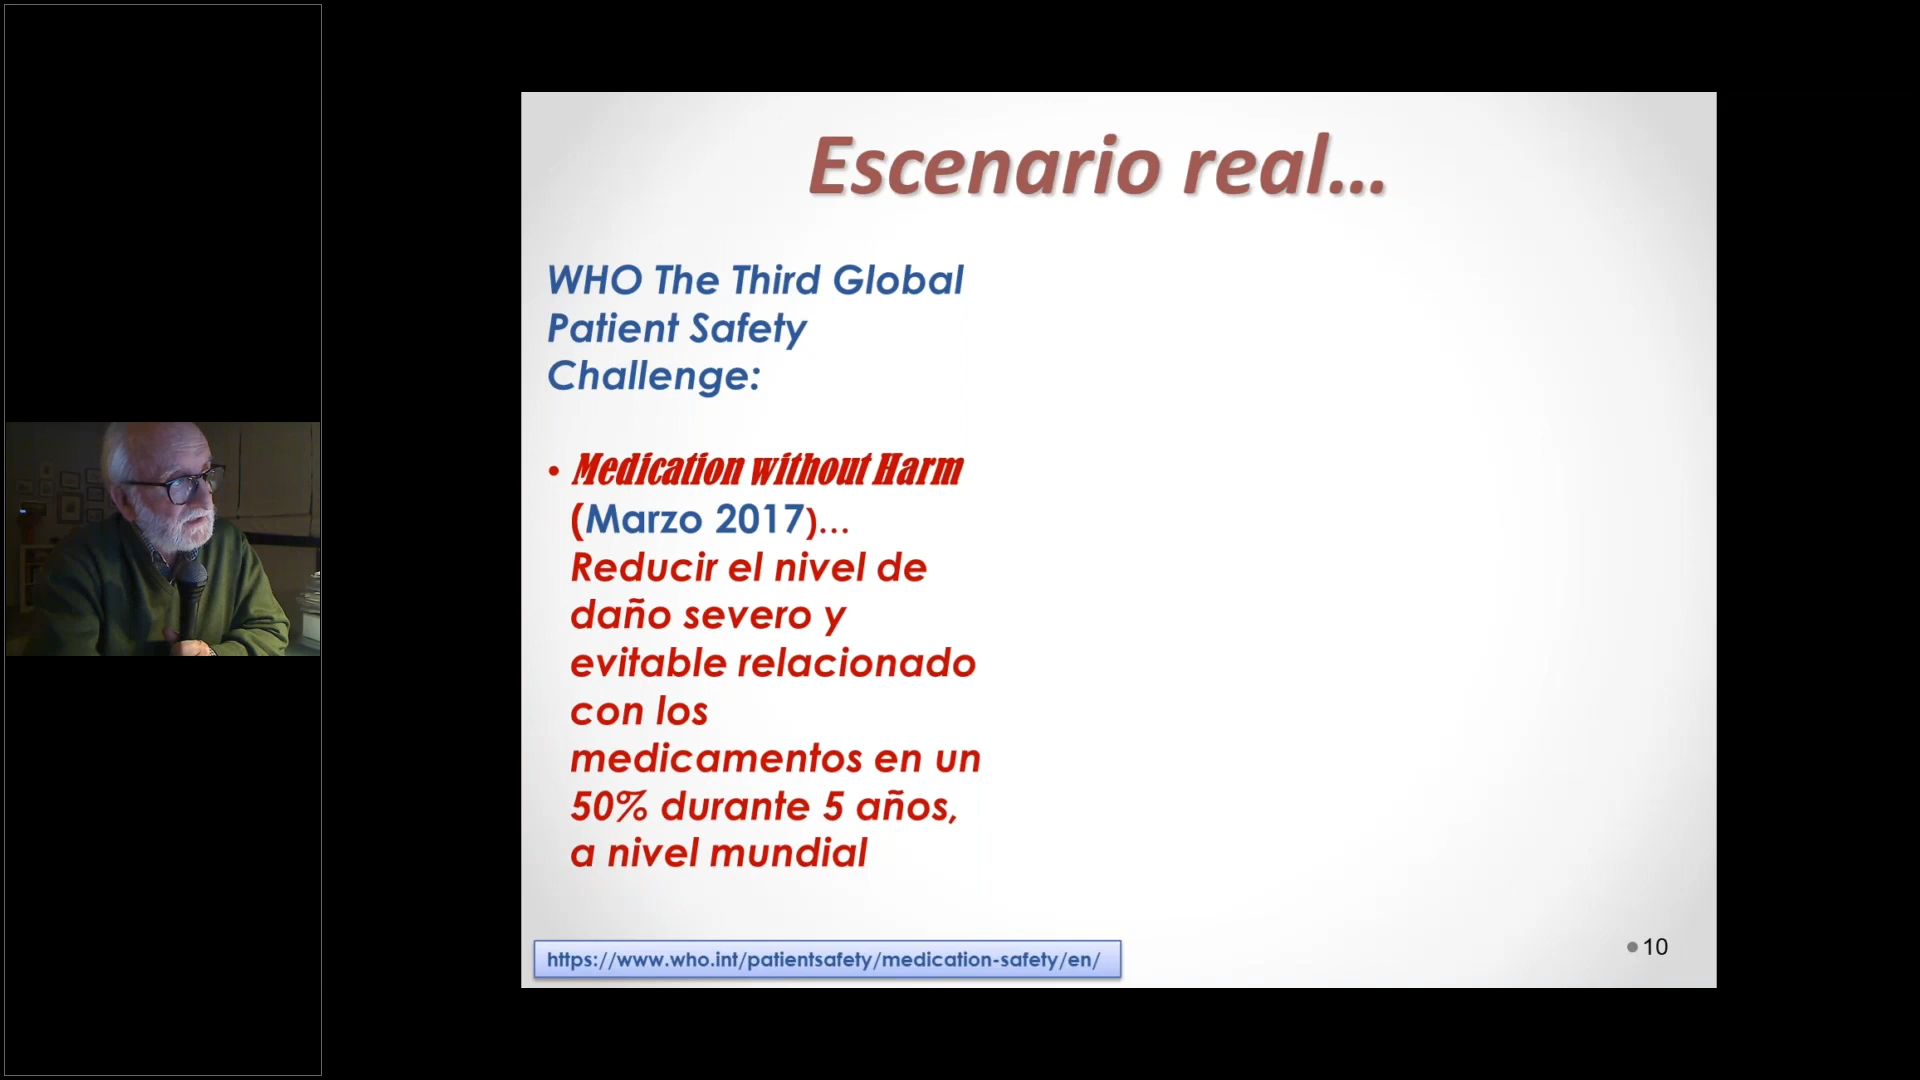 Escenario real...
WHO The Third Global
Patient Safety
Challenge:
• Medication without Harm
(Marzo 2017)...
Reducir el nivel de
daño severo y
evitable relacionado
con los
medicamentos en un
50% durante 5 años,
a nivel mundial
https://www.who.int/patientsafety/medication-safety/en/
10